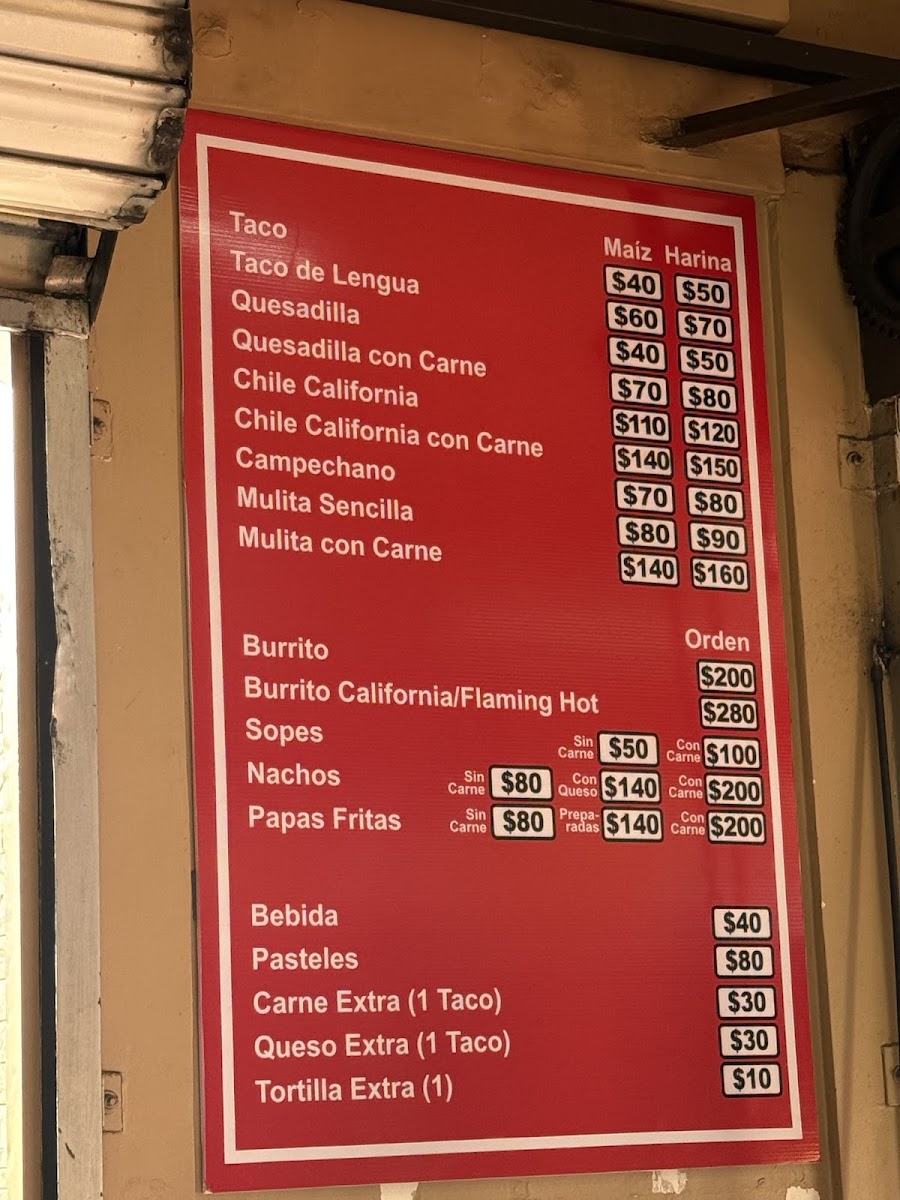 Maíz Harina
Taco $40 $50
Taco de Lengua $60 $70
Quesadilla $40 $50
Quesadilla con Carne $70 $80
Chile California $110 $120
Chile California con Carne $140 $150
Campechano $70 $80
Mulita Sencilla $80 $90
Mulita con Carne $140 $160
Orden
Burrito $200
Burrito California/Flaming Hot $280
Sopes Sin Carne $50 Con Carne $100
Nachos Sin Carne $80 Con Queso $140 Con Carne $200
Papas Fritas Sin Carne $80 Prepa-radas $140 Con Carne $200
Bebida $40
Pasteles $80
Carne Extra (1 Taco) $30
Queso Extra (1 Taco) $30
Tortilla Extra (1) $10